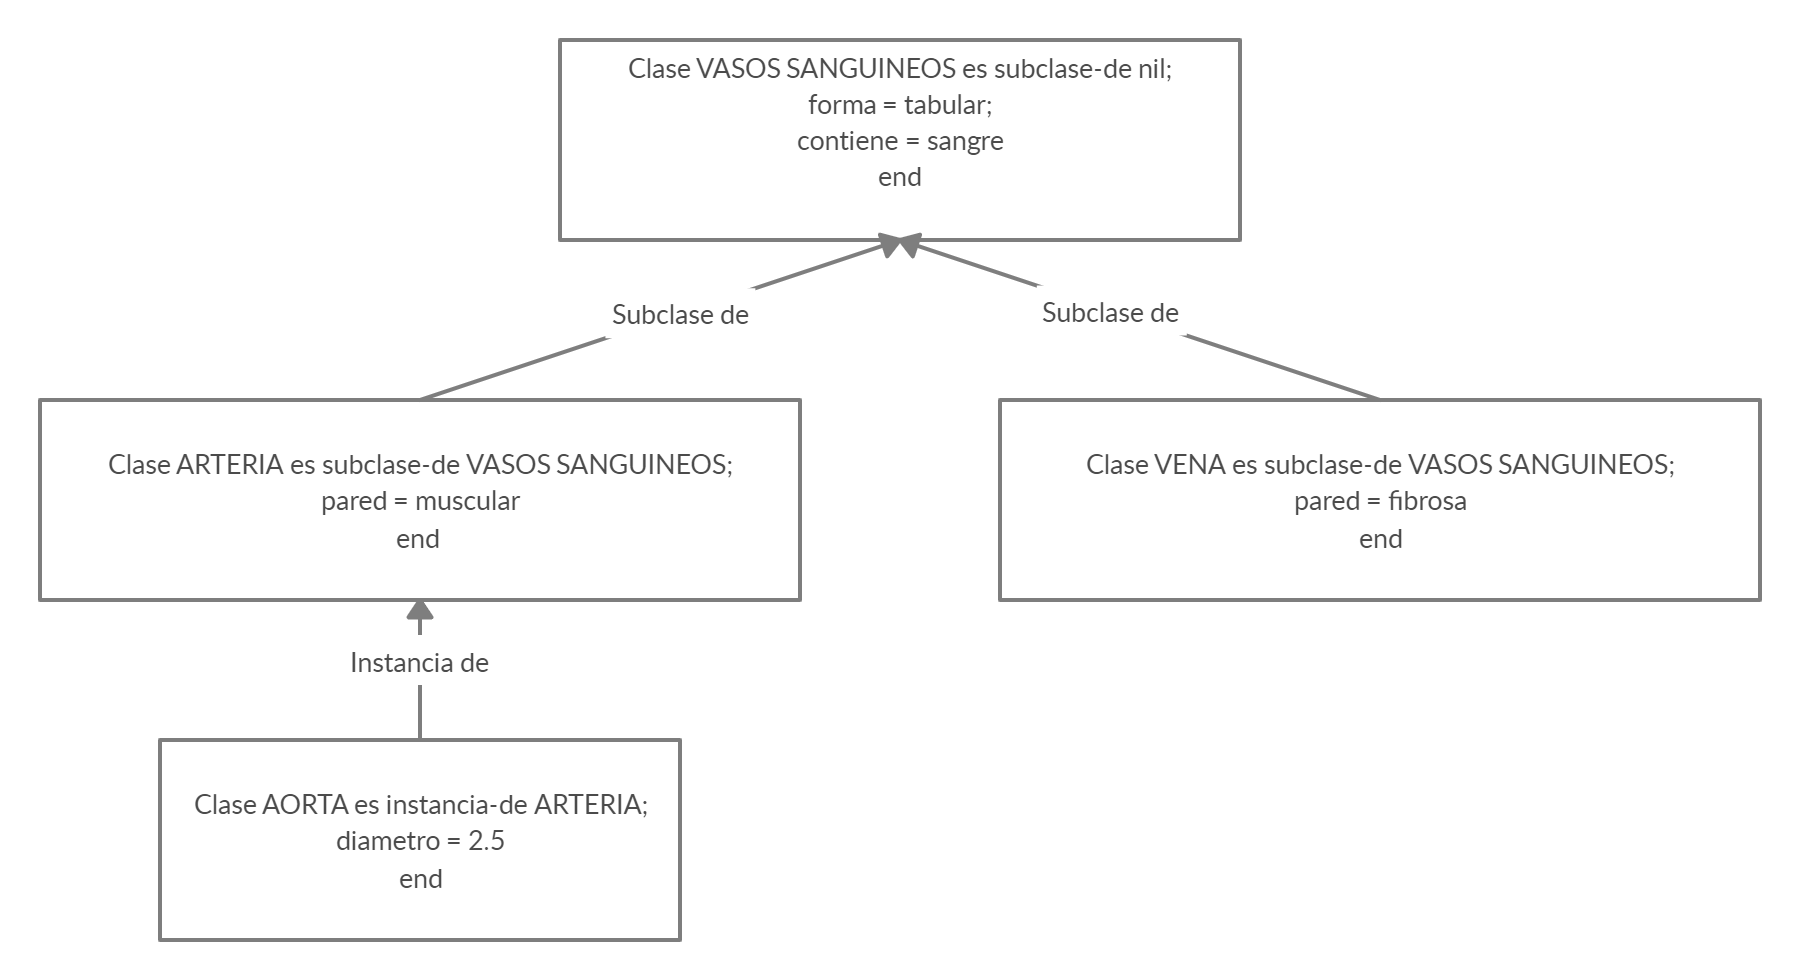 Clase VASOS SANGUINEOS es subclase-de nil;
forma = tabular;
contiene = sangre
end
Subclase de
Subclase de
Clase ARTERIA es subclase-de VASOS SANGUINEOS;
pared = muscular
end
Clase VENA es subclase-de VASOS SANGUINEOS;
pared = fibrosa
end
Instancia de
Clase AORTA es instancia-de ARTERIA;
diametro = 2.5
end